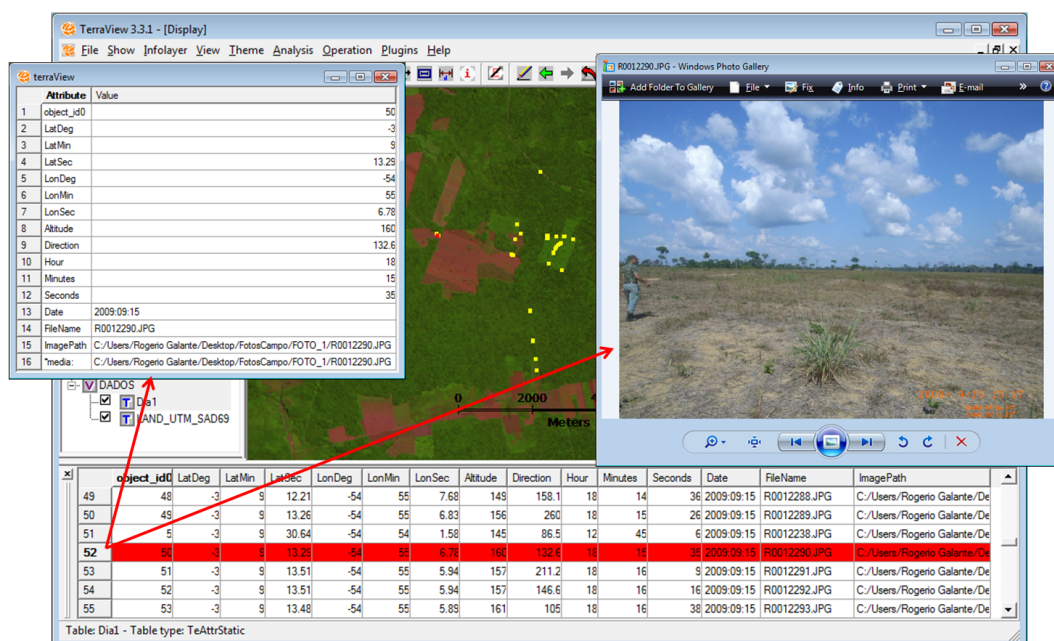 TerraView 3.3.1 - [Display]
File Show Infolayer View Theme Analysis Operation Plugins Help
terraView
Attribute Value
1 object_id0 50
2 LatDeg -3
3 LatMin 9
4 LatSec 13.29
5 LonDeg -54
6 LonMin 55
7 LonSec 6.78
8 Altitude 160
9 Direction 132.6
10 Hour 18
11 Minutes 15
12 Seconds 35
13 Date 2009:09:15
14 FileName R0012290.JPG
15 ImagePath C:/Users/Rogerio Galante/Desktop/FotosCampo/FOTO_1/R0012290.JPG
16 *media: C:/Users/Rogerio Galante/Desktop/FotosCampo/FOTO_1/R0012290.JPG
R0012290.JPG - Windows Photo Gallery
Add Folder To Gallery File Fix Info Print E-mail »
DADOS
Dia1
LAND_UTM_SAD69
0 2000 4
Meters
object_id0 LatDeg LatMin LatSec LonDeg LonMin LonSec Altitude Direction Hour Minutes Seconds Date FileName ImagePath
49 48 -3 9 12.21 -54 55 7.68 149 158.1 18 14 36 2009:09:15 R0012288.JPG C:/Users/Rogerio Galante/De
50 49 -3 9 13.26 -54 55 6.83 156 260 18 15 26 2009:09:15 R0012289.JPG C:/Users/Rogerio Galante/De
51 5 -3 9 30.64 -54 54 1.58 145 86.5 12 45 6 2009:09:15 R0012238.JPG C:/Users/Rogerio Galante/De
52 50 -3 9 13.29 -54 55 6.78 160 132.6 18 15 35 2009:09:15 R0012290.JPG C:/Users/Rogerio Galante/De
53 51 -3 9 13.51 -54 55 5.94 157 211.2 18 16 9 2009:09:15 R0012291.JPG C:/Users/Rogerio Galante/De
54 52 -3 9 13.51 -54 55 5.94 157 146.6 18 16 16 2009:09:15 R0012292.JPG C:/Users/Rogerio Galante/De
55 53 -3 9 13.48 -54 55 5.89 161 105 18 16 38 2009:09:15 R0012293.JPG C:/Users/Rogerio Galante/De
Table: Dia1 - Table type: TeAttrStatic